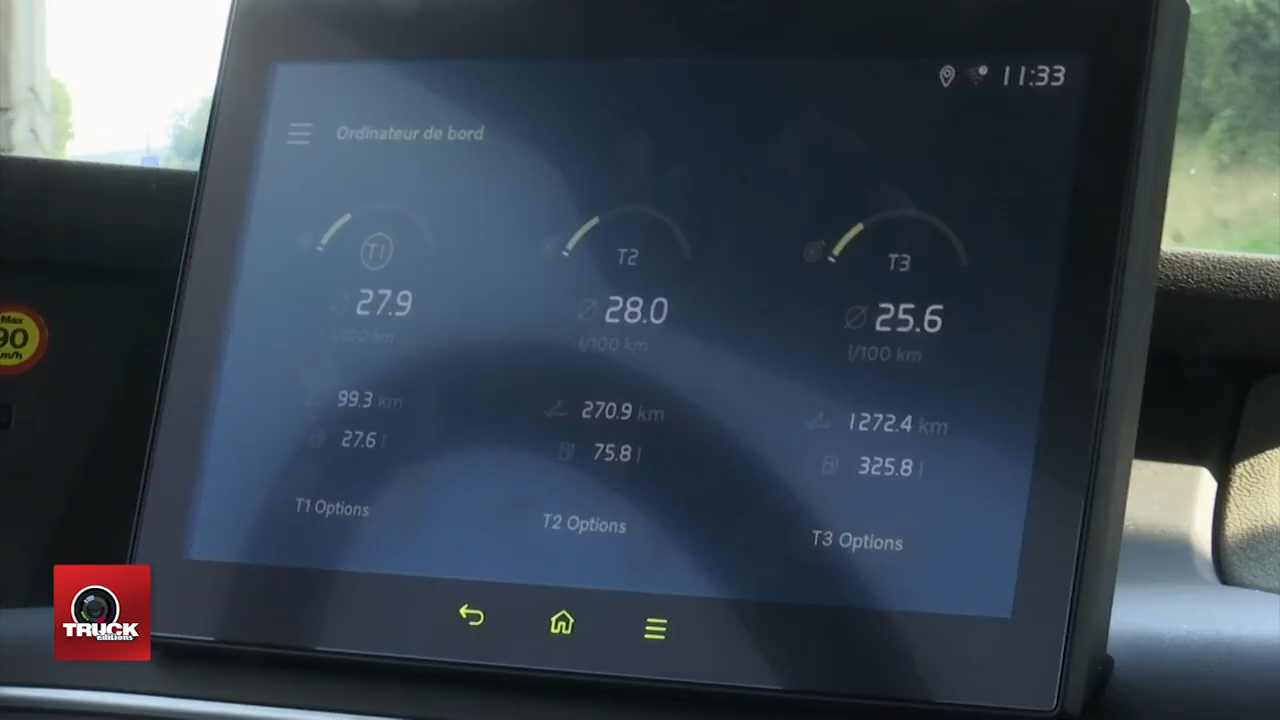 11:33
Ordinateur de bord
T1
T2
T3
27.9
28.0
25.6
l/100 km
l/100 km
l/100 km
99.3 km
270.9 km
1272.4 km
27.6 l
75.8 l
325.8 l
T1 Options
T2 Options
T3 Options
Max
90
km/h
TRUCK
editions